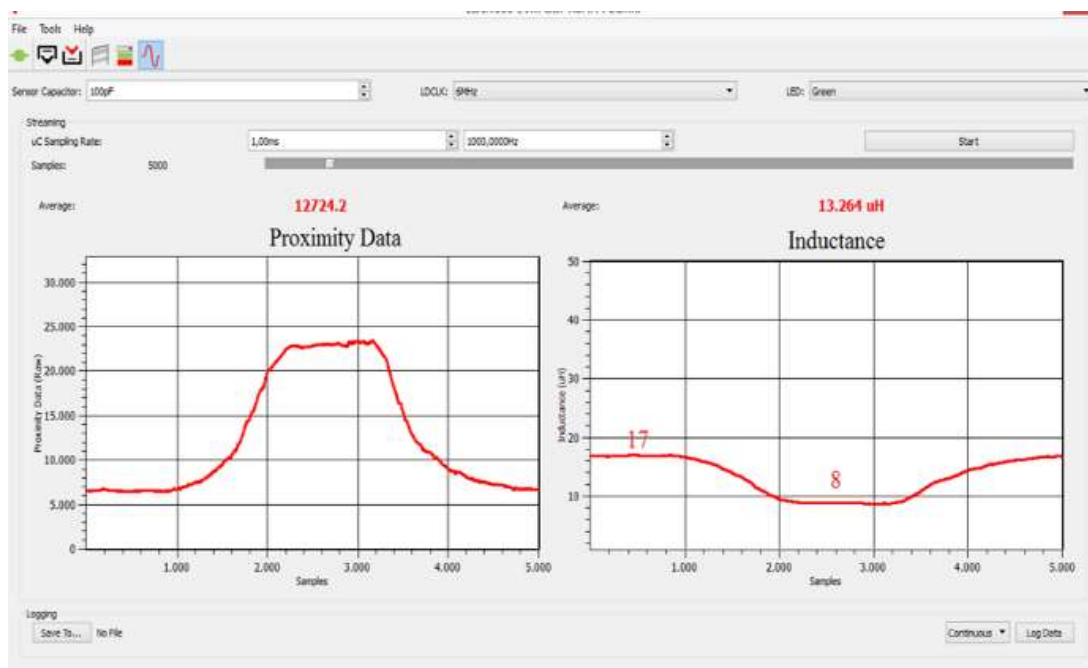 File Tools Help
Sensor Capacitor: 100pF LDCLK: 6MHz LED: Green
Streaming
uC Sampling Rate: 1,00ms 1000,0000Hz Start
Samples: 5000
Average: 12724.2 Average: 13.264 uH
Proximity Data
30.000
25.000
20.000
15.000
10.000
5.000
0
Proximity Data (Raw)
1.000 2.000 3.000 4.000 5.000
Samples
Inductance
50
40
30
20
10
Inductance (uH)
17
8
1.000 2.000 3.000 4.000 5.000
Samples
Logging
Save To... No File Continuous Log Data